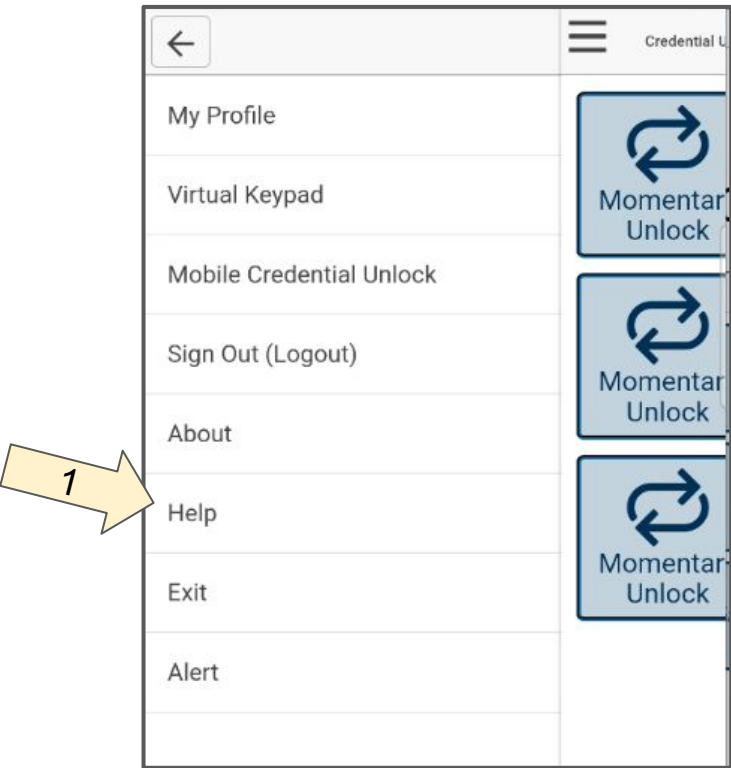 Credential U
My Profile
Virtual Keypad
Mobile Credential Unlock
Sign Out (Logout)
About
1
Help
Exit
Alert
Momentar
Unlock
Momentar
Unlock
Momentar
Unlock